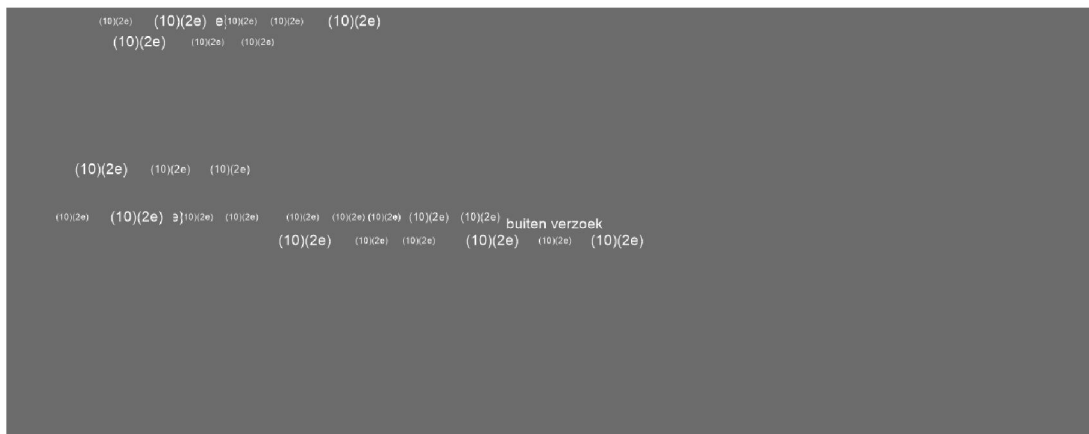 (10)(2e) (10)(2e) e(10)(2e) (10)(2e) (10)(2e)
(10)(2e) (10)(2e) (10)(2e)
(10)(2e) (10)(2e) (10)(2e)
(10)(2e) (10)(2e) e}(10)(2e) (10)(2e) (10)(2e) (10)(2e) (10)(2e) (10)(2e) (10)(2e)
buiten verzoek
(10)(2e) (10)(2e) (10)(2e) (10)(2e) (10)(2e) (10)(2e)